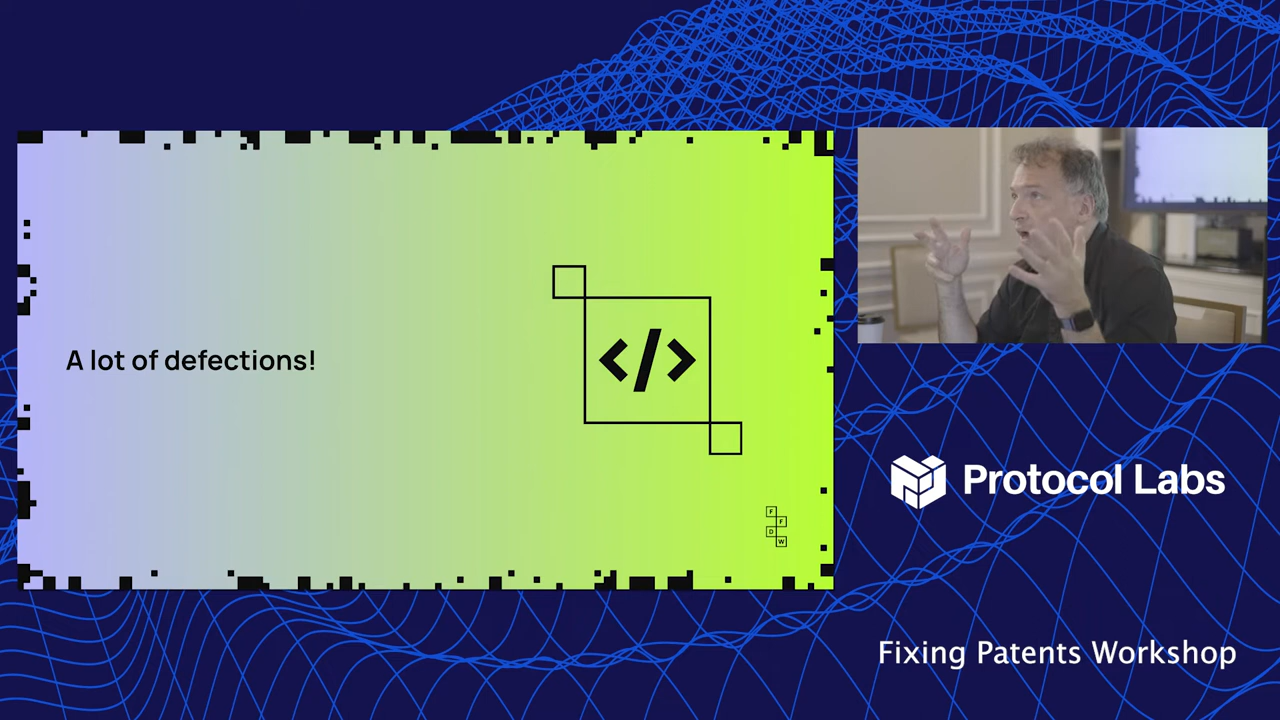 A lot of defections!
</>
F
F
D
W
Protocol Labs
Fixing Patents Workshop